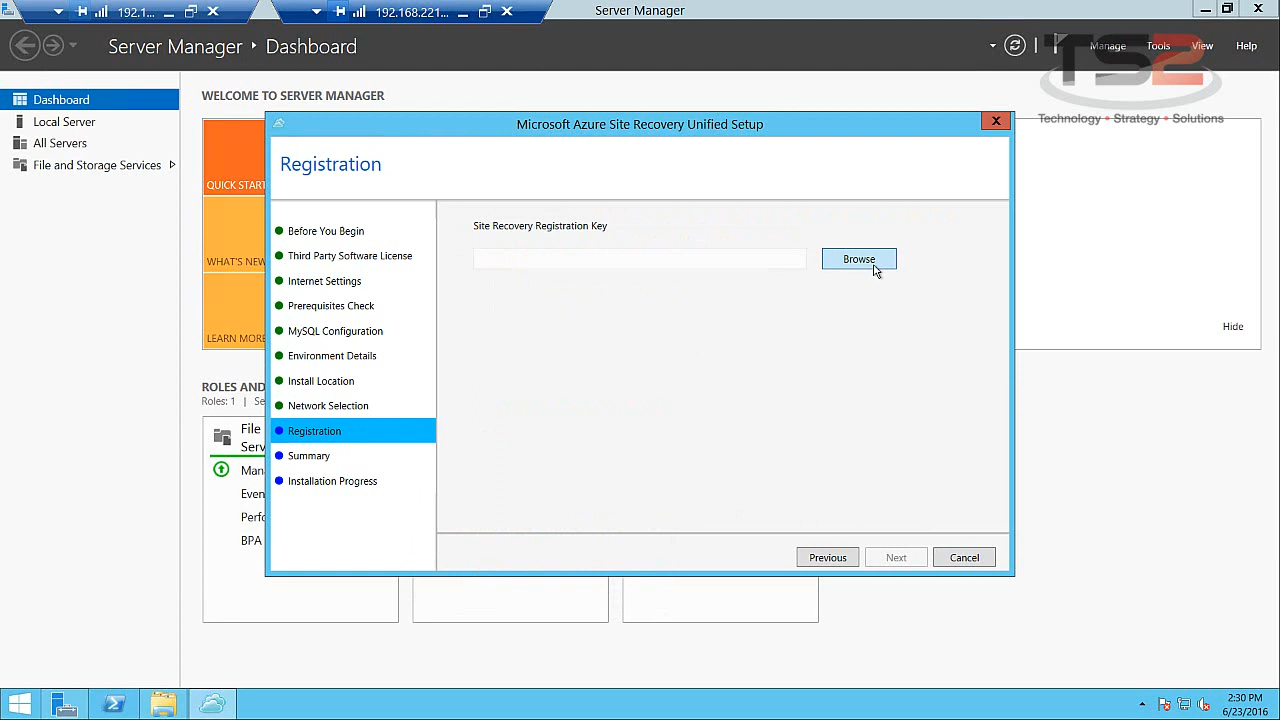 192.1...
192.168.221...
Server Manager
Server Manager
Dashboard
Manage
Tools
View
Help
TS2
Technology • Strategy • Solutions
Dashboard
Local Server
All Servers
File and Storage Services
WELCOME TO SERVER MANAGER
QUICK START
WHAT'S NEW
LEARN MORE
Hide
ROLES AND
Roles: 1 | Se
File
Serv
Mana
Even
Perfo
BPA
Microsoft Azure Site Recovery Unified Setup
Registration
Before You Begin
Third Party Software License
Internet Settings
Prerequisites Check
MySQL Configuration
Environment Details
Install Location
Network Selection
Registration
Summary
Installation Progress
Site Recovery Registration Key
Browse
Previous
Next
Cancel
2:30 PM
6/23/2016